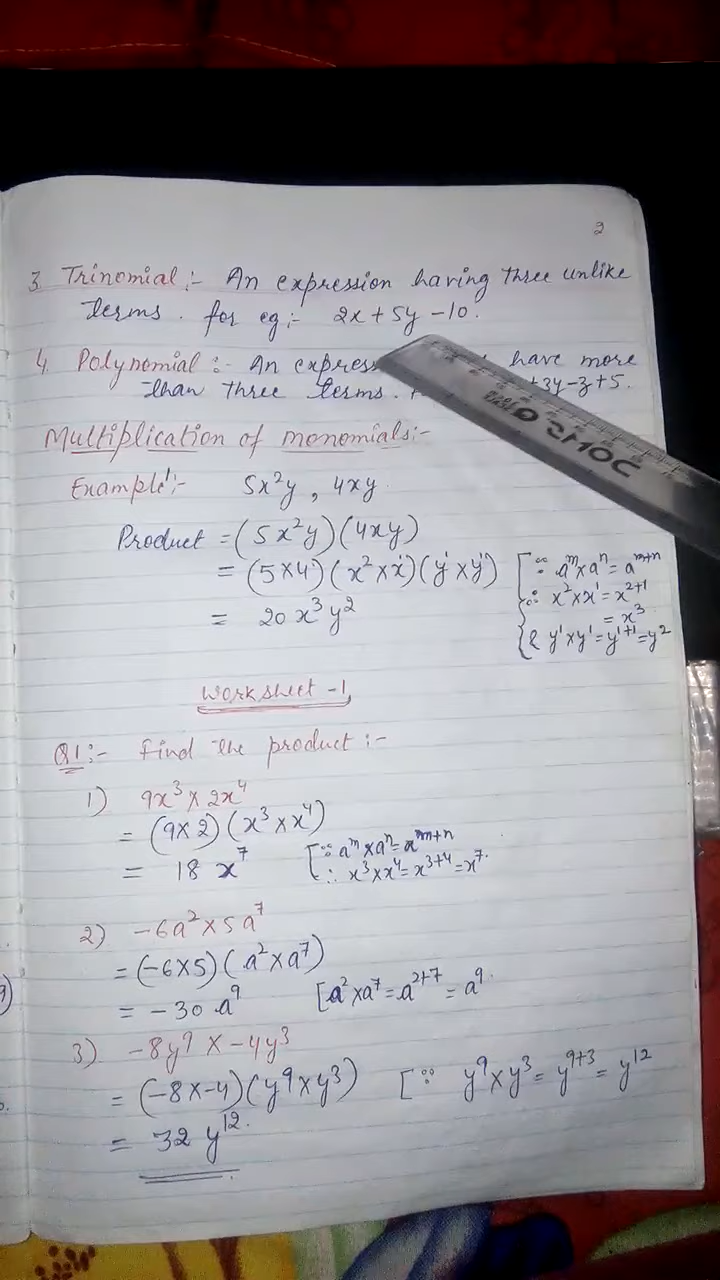 2
3. Trinomial :- An expression having three unlike
terms. for eg :- 2x + 5y - 10.
4. Polynomial :- An express have more
than three terms. +3y-z+5.
DOMS
Multiplication of monomials :-
Example' :- 5x²y , 4xy
Product = (5x²y)(4xy)
= (5×4)(x²×x¹)(y¹×y¹) [∵ aᵐ×aⁿ=aᵐ⁺ⁿ
∴ x²×x¹=x²⁺¹
= x³
= 20x³y²
{& y¹×y¹=y¹⁺¹=y²
Worksheet -1
Q1 :- Find the product :-
1) 9x³ × 2x⁴
= (9×2)(x³×x⁴)
= 18 x⁷ [∵ aᵐ×aⁿ=aᵐ⁺ⁿ
∴ x³×x⁴=x³⁺⁴=x⁷.
2) -6a² × 5a⁷
= (-6×5)(a²×a⁷)
= -30 a⁹ [a²×a⁷=a²⁺⁷=a⁹.
3) -8y⁹ × -4y³
= (-8×-4)(y⁹×y³) [∵ y⁹×y³=y⁹⁺³=y¹²
= 32 y¹².